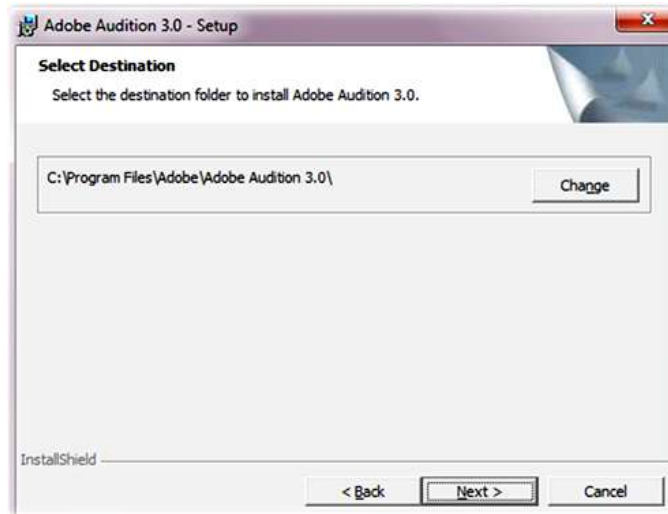 Adobe Audition 3.0 - Setup
Select Destination
Select the destination folder to install Adobe Audition 3.0.
C:\Program Files\Adobe\Adobe Audition 3.0\
Change
InstallShield
< Back
Next >
Cancel